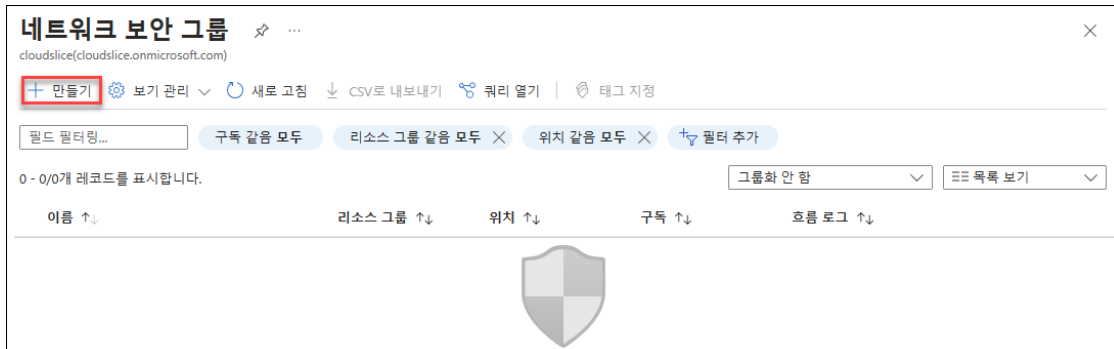 네트워크 보안 그룹
cloudslice(cloudslice.onmicrosoft.com)
만들기 보기 관리 새로 고침 CSV로 내보내기 쿼리 열기 태그 지정
필드 필터링... 구독 같음 모두 리소스 그룹 같음 모두 위치 같음 모두 필터 추가
0 - 0/0개 레코드를 표시합니다. 그룹화 안 함 목록 보기
이름 리소스 그룹 위치 구독 흐름 로그